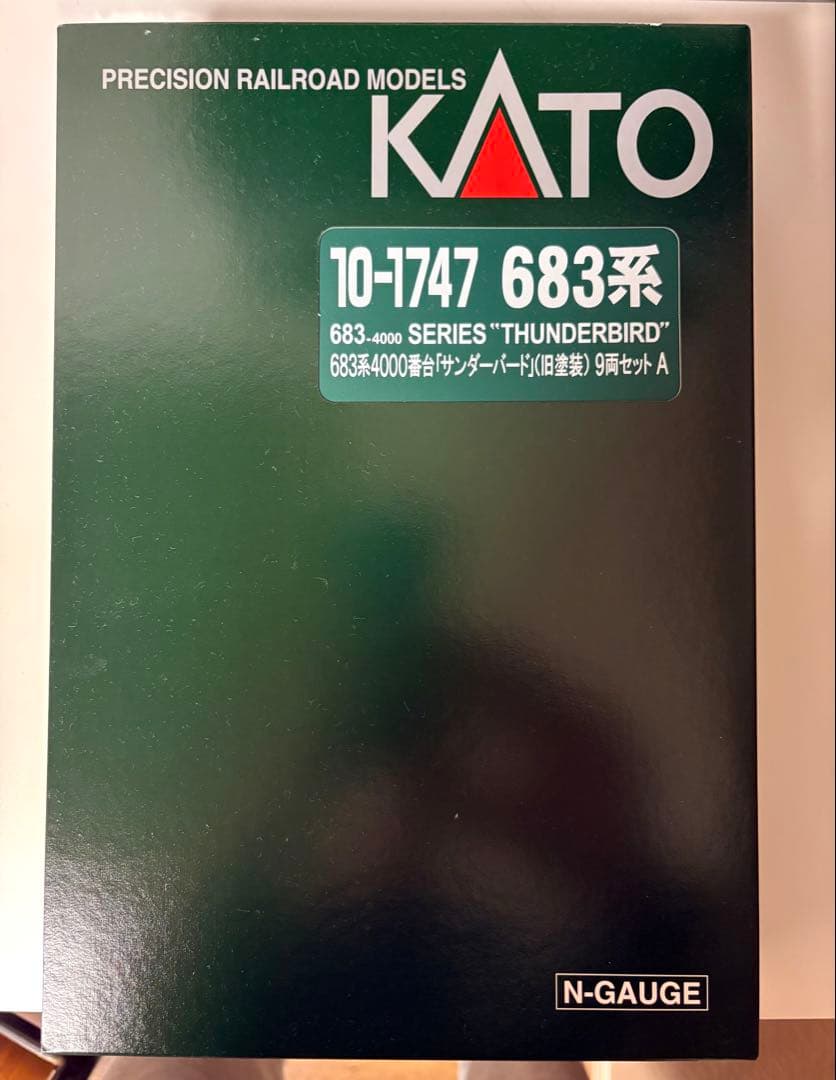 PRECISION RAILROAD MODELS
KATO
10-1747 683系
683-4000 SERIES "THUNDERBIRD"
683系4000番台「サンダーバード」(旧塗装) 9両セット A
N-GAUGE